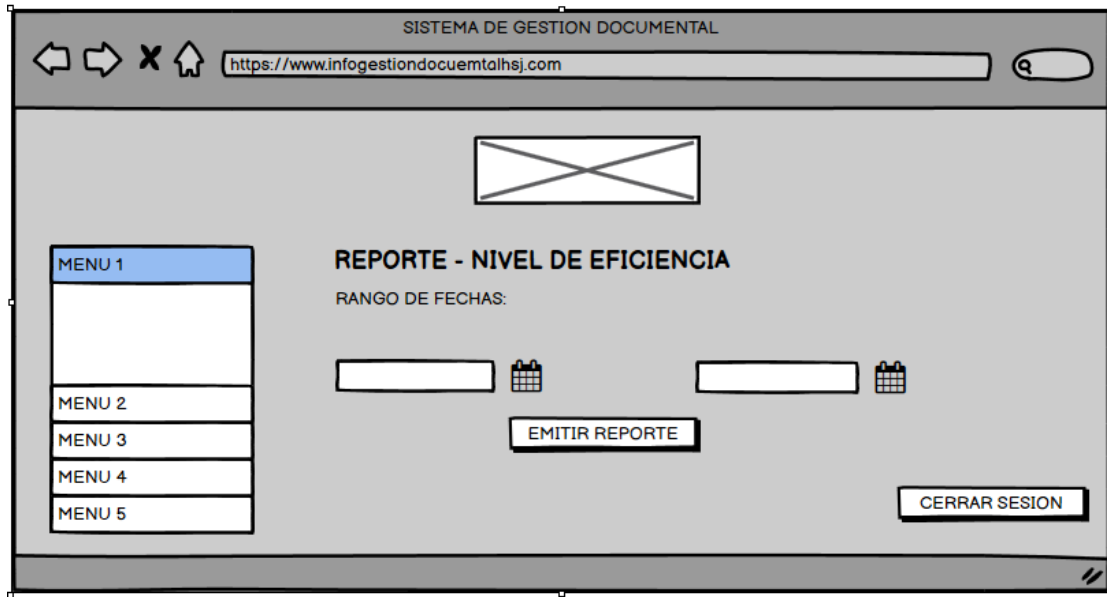 SISTEMA DE GESTION DOCUMENTAL
https://www.infogestiondocuemtalhsj.com
MENU 1
MENU 2
MENU 3
MENU 4
MENU 5
REPORTE - NIVEL DE EFICIENCIA
RANGO DE FECHAS:
EMITIR REPORTE
CERRAR SESION